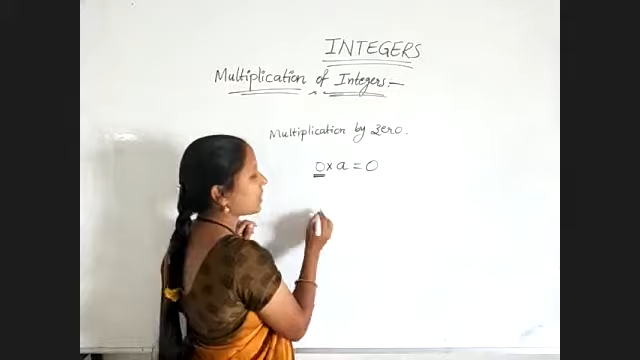 INTEGERS
Multiplication of Integers:-
Multiplication by zero.
0 x a = 0